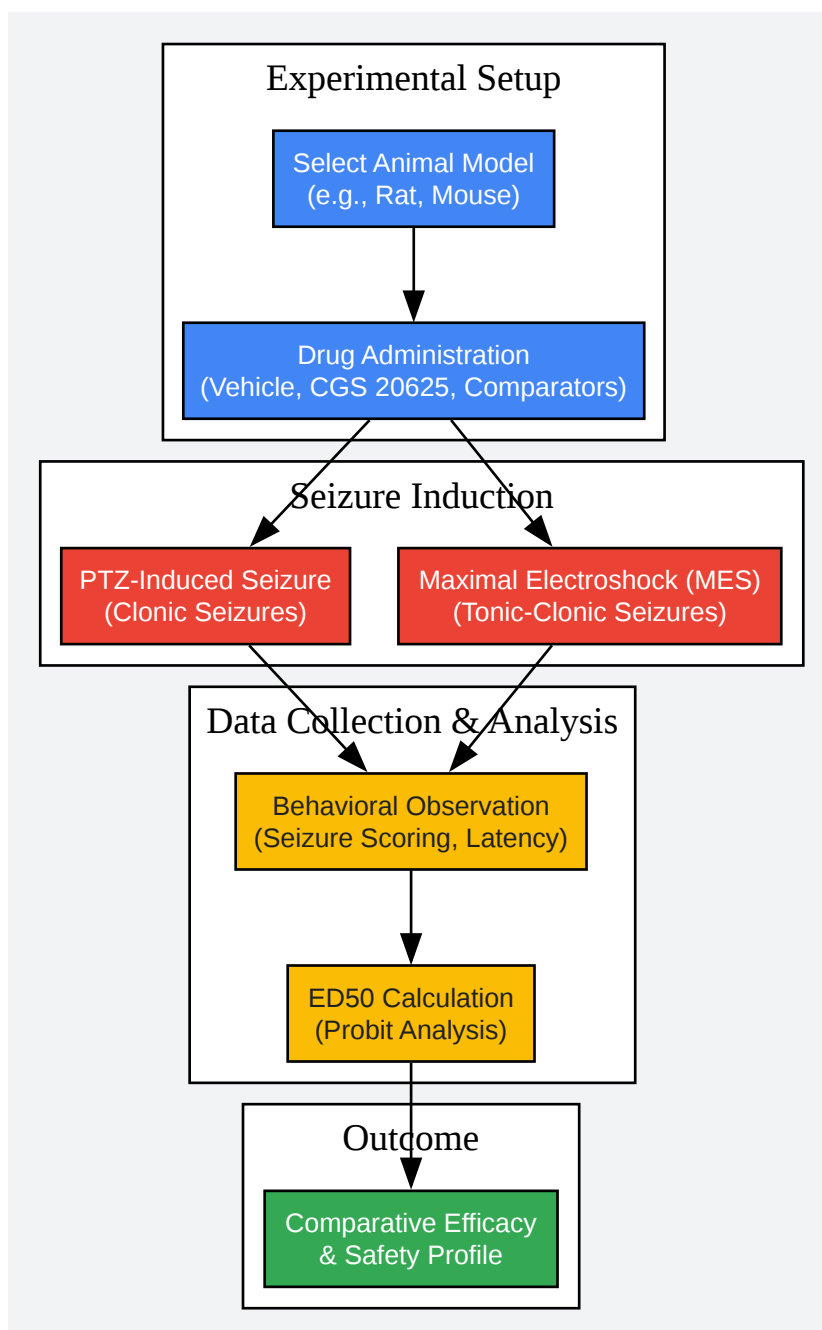 Experimental Setup
Select Animal Model
(e.g., Rat, Mouse)
Drug Administration
(Vehicle, CGS 20625, Comparators)
Seizure Induction
PTZ-Induced Seizure
(Clonic Seizures)
Maximal Electroshock (MES)
(Tonic-Clonic Seizures)
Data Collection & Analysis
Behavioral Observation
(Seizure Scoring, Latency)
ED50 Calculation
(Probit Analysis)
Outcome
Comparative Efficacy
& Safety Profile